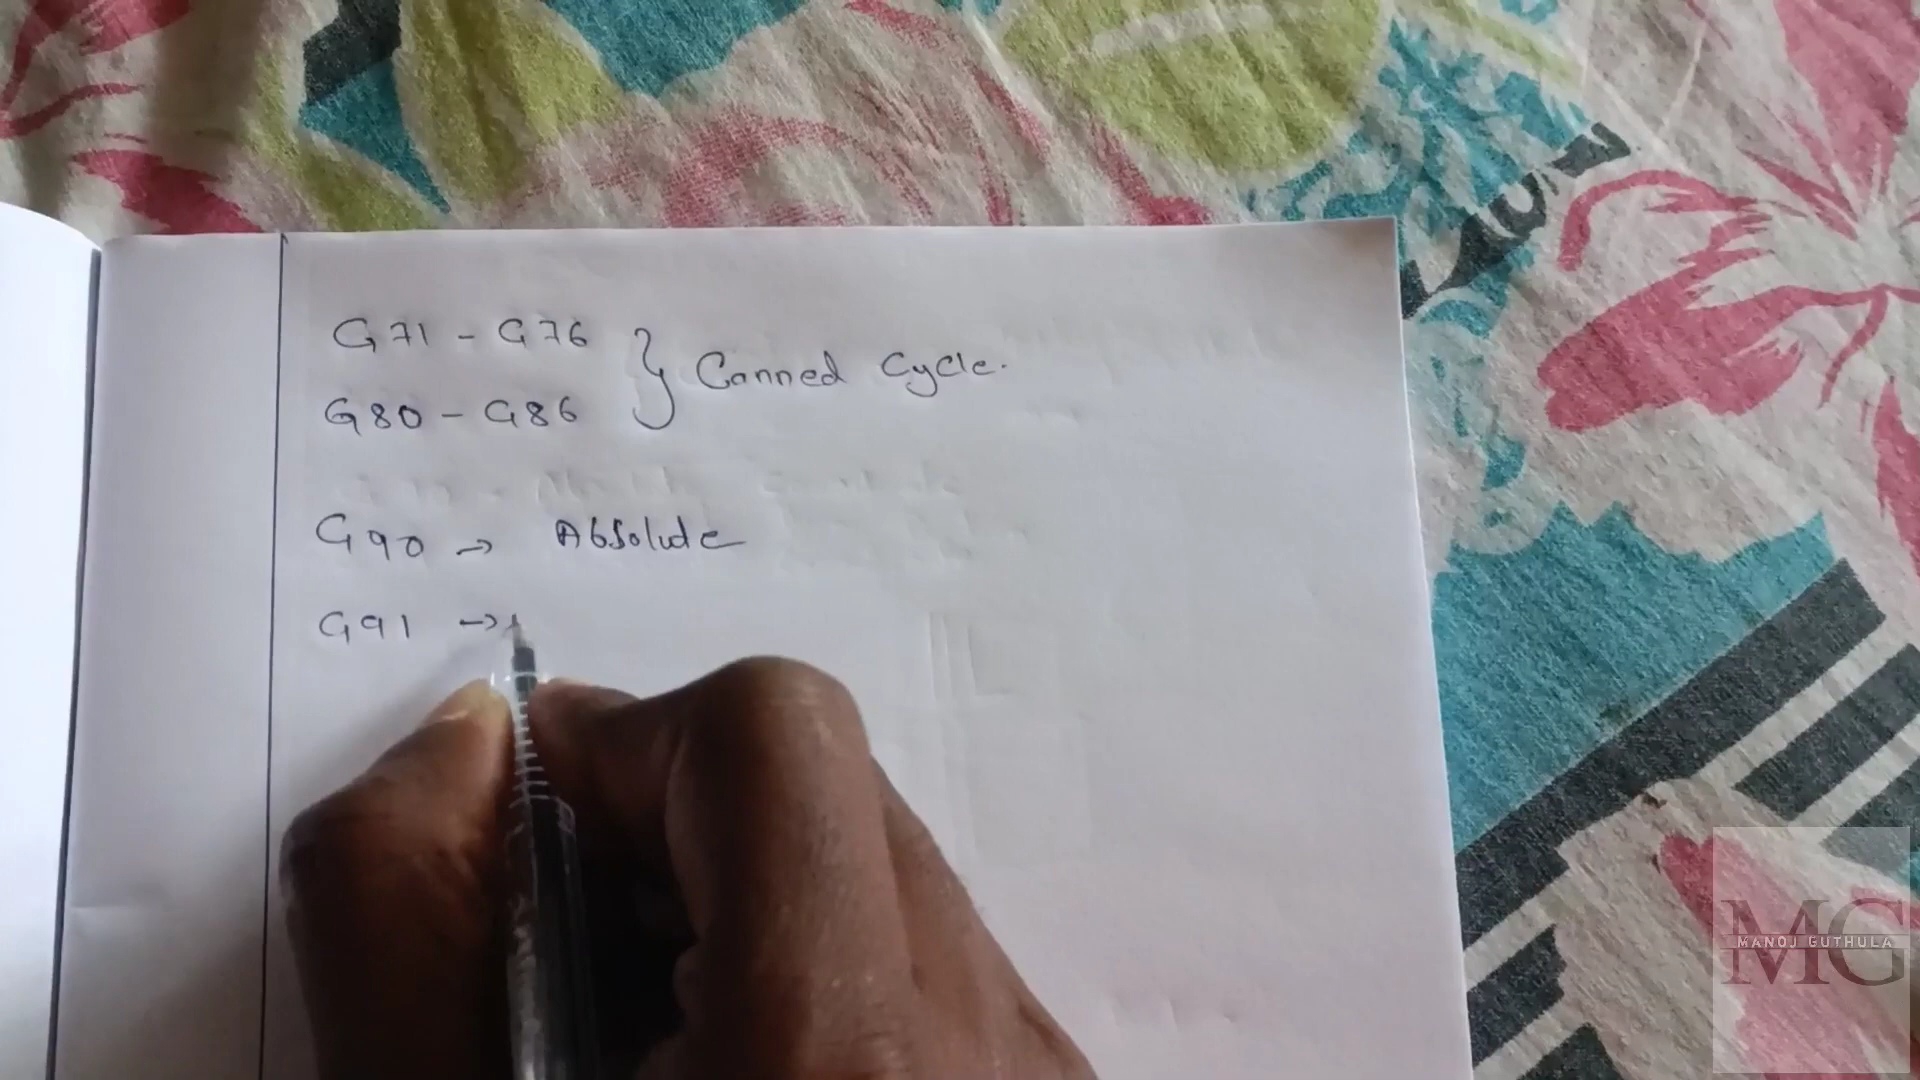 G71 - G76 } Canned Cycle.
G80 - G86
G90 → Absolute
G91 →
MG
MANOJ GUTHULA